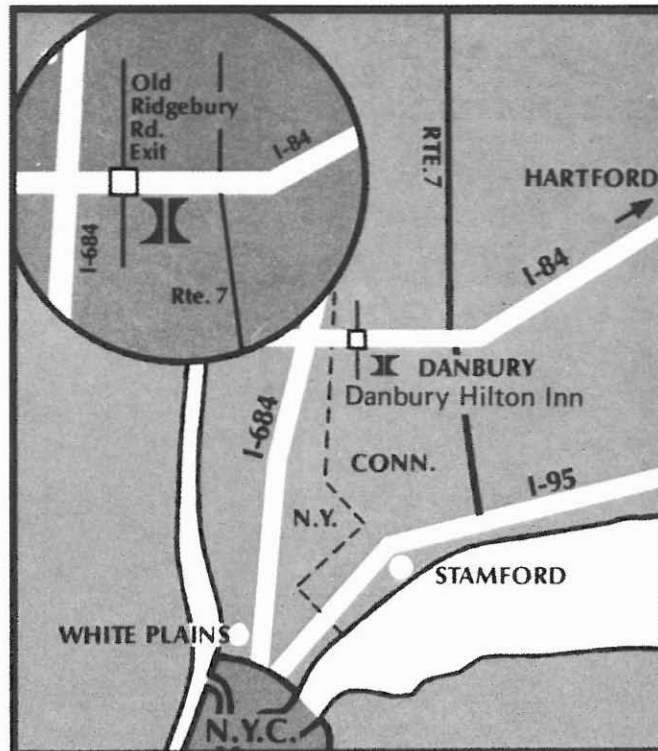 Old
Ridgebury
Rd.
Exit
I-84
I-684
Rte. 7
RTE.7
HARTFORD
I-84
DANBURY
Danbury Hilton Inn
I-684
CONN.
I-95
N.Y.
STAMFORD
WHITE PLAINS
N.Y.C.